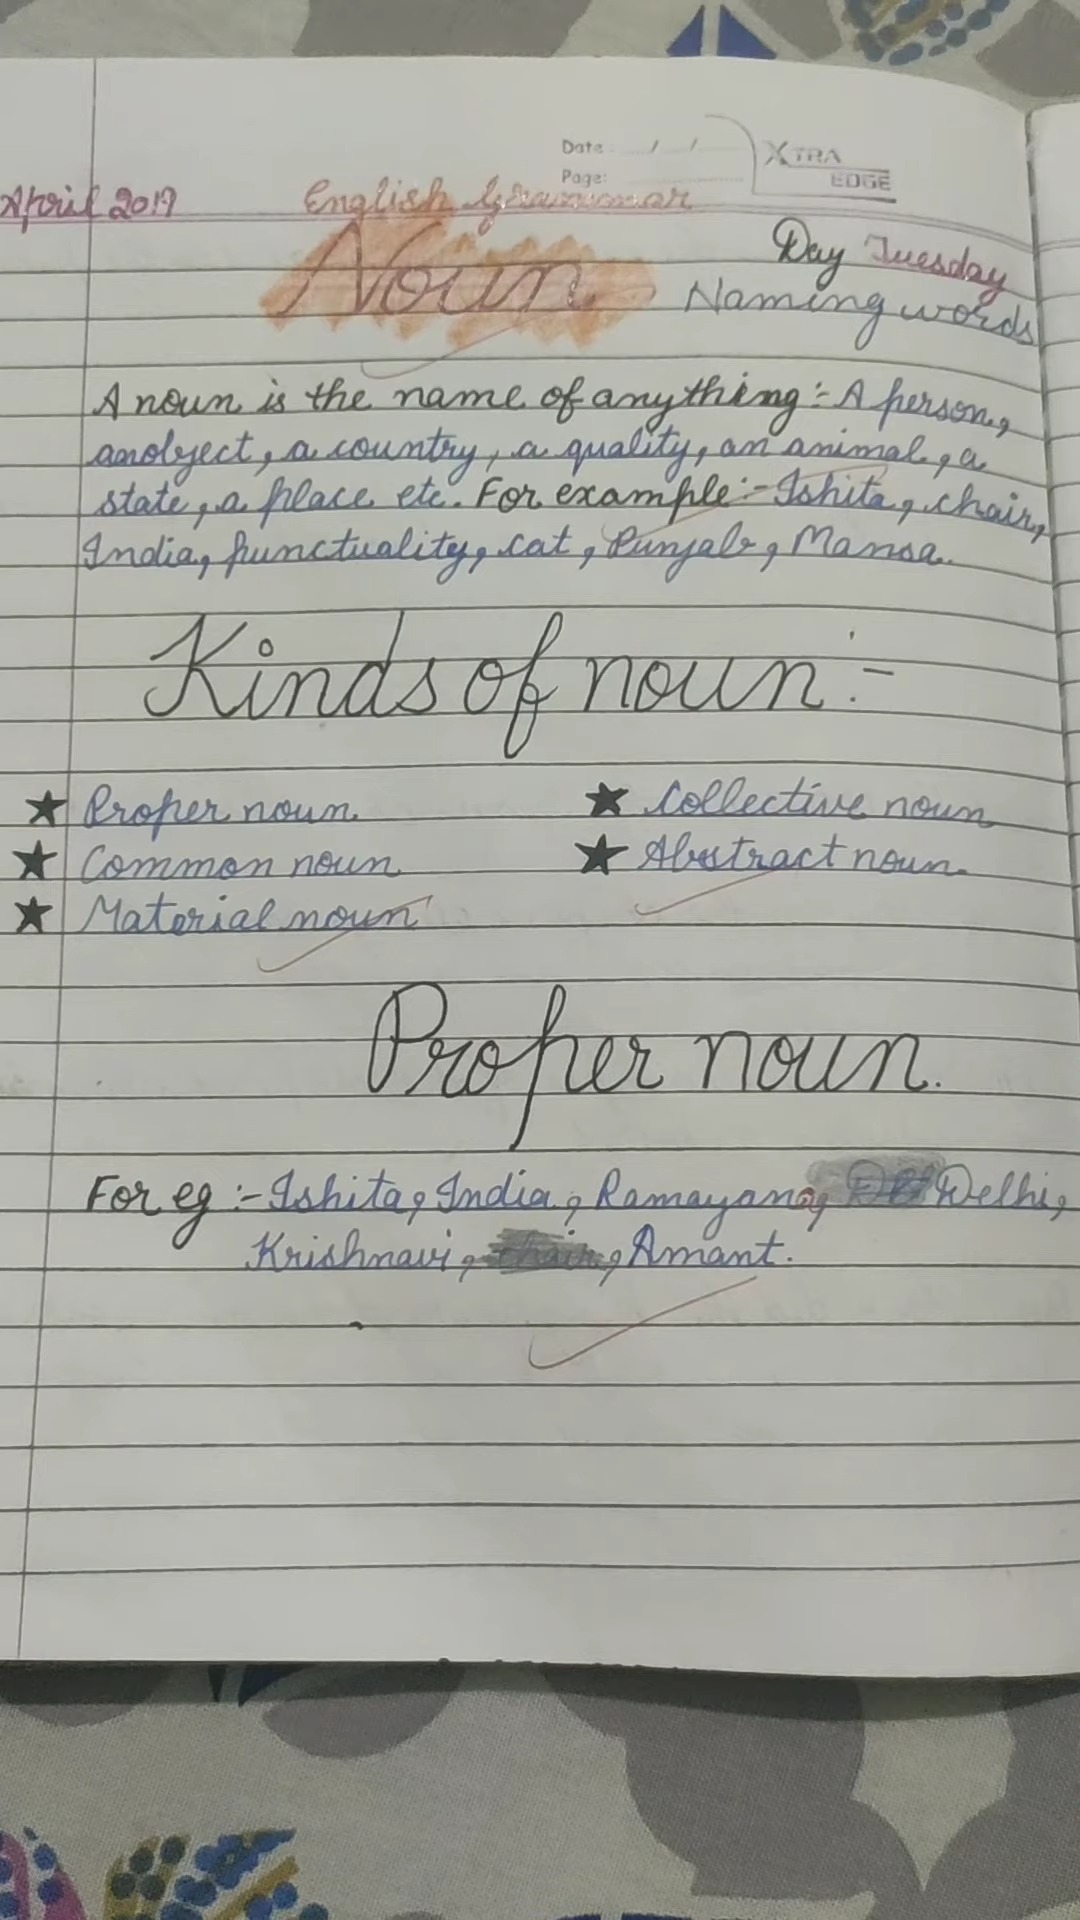 Date / /
Page:
XTRA EDGE
April 2019 English Grammar
Noun Day Tuesday
Naming words
A noun is the name of anything:- A person,
anobject, a country, a quality, an animal, a
state, a place etc. For example:- Ishita, chair,
India, punctuality, cat, Punjab, Mansa.
Kinds of noun :-
★ Proper noun. ★ Collective noun
★ Common noun ★ Abstract noun.
★ Material noun
Proper noun.
For eg :- Ishita, India, Ramayana, Delhi,
Krishnavi, chair, Amant.